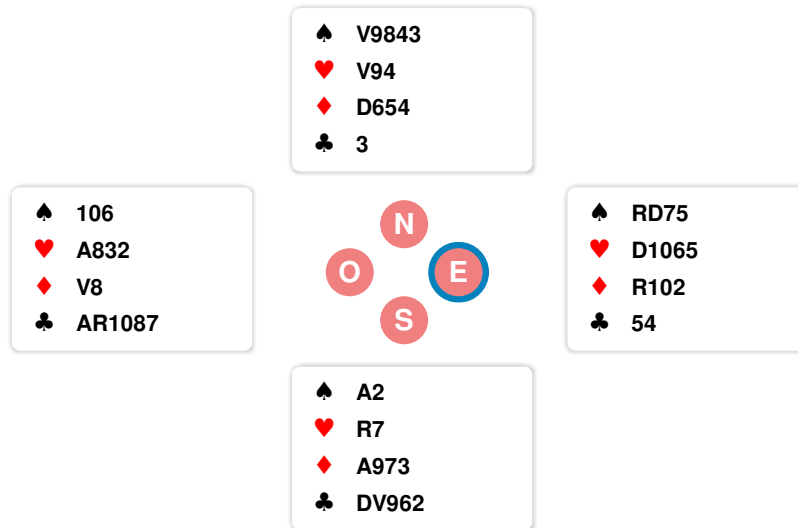 ♠ V9843
♥ V94
♦ D654
♣ 3
♠ 106
♥ A832
♦ V8
♣ AR1087
N
O
E
S
♠ RD75
♥ D1065
♦ R102
♣ 54
♠ A2
♥ R7
♦ A973
♣ DV962